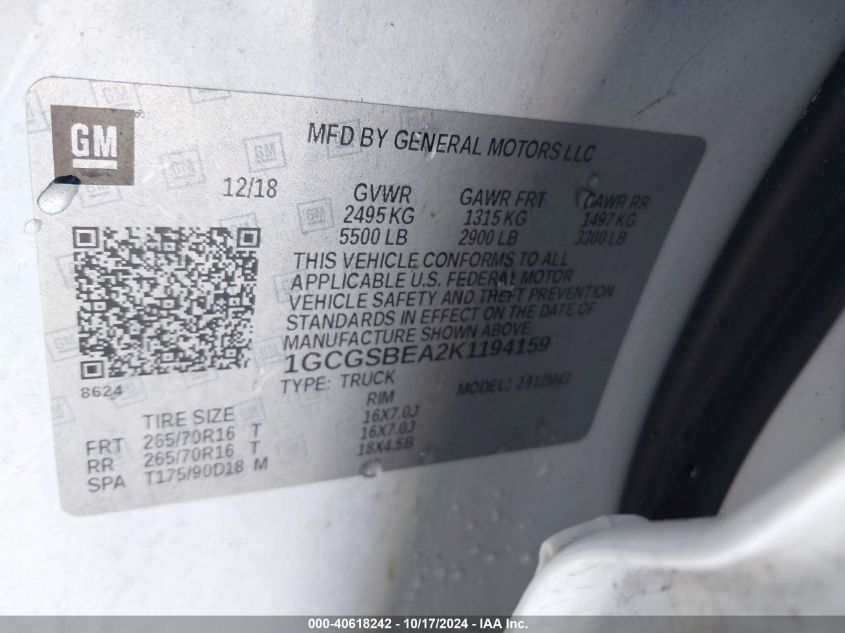 GM
MFD BY GENERAL MOTORS LLC
12/18 GVWR GAWR FRT GAWR RR
2495 KG 1315 KG 1497 KG
5500 LB 2900 LB 3300 LB
THIS VEHICLE CONFORMS TO ALL
APPLICABLE U.S. FEDERAL MOTOR
VEHICLE SAFETY AND THEFT PREVENTION
STANDARDS IN EFFECT ON THE DATE OF
MANUFACTURE SHOWN.
1GCGSBEA2K1194159
8624
TYPE: TRUCK MODEL: 2412M43
TIRE SIZE RIM
FRT 265/70R16 T 16X7.0J
RR 265/70R16 T 16X7.0J
SPA T175/90D18 M 18X4.5B
000-40618242 - 10/17/2024 - IAA Inc.